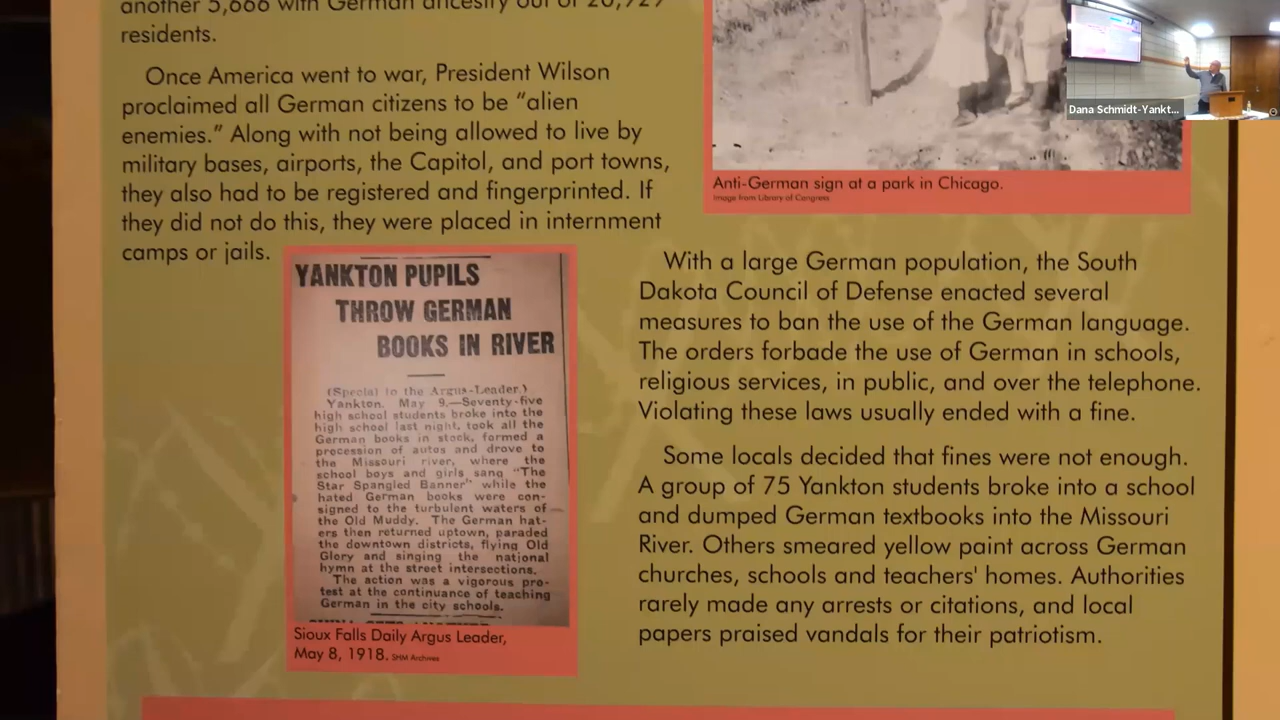 another 5,666 with German ancestry out of 20,929
residents.
Once America went to war, President Wilson
proclaimed all German citizens to be “alien
enemies.” Along with not being allowed to live by
military bases, airports, the Capitol, and port towns,
they also had to be registered and fingerprinted. If
they did not do this, they were placed in internment
camps or jails.
YANKTON PUPILS
THROW GERMAN
BOOKS IN RIVER
(Special to the Argus-Leader.)
Yankton, May 9.—Seventy-five
high school students broke into the
high school last night, took all the
German books in stock, formed a
procession of autos and drove to
the Missouri river, where the
school boys and girls sang "The
Star Spangled Banner" while the
hated German books were con-
signed to the turbulent waters of
the Old Muddy. The German hat-
ers then returned uptown, paraded
the downtown districts, flying Old
Glory and singing the national
hymn at the street intersections.
The action was a vigorous pro-
test at the continuance of teaching
German in the city schools.
Sioux Falls Daily Argus Leader,
May 8, 1918. SHM Archives
Anti-German sign at a park in Chicago.
Image from Library of Congress
With a large German population, the South
Dakota Council of Defense enacted several
measures to ban the use of the German language.
The orders forbade the use of German in schools,
religious services, in public, and over the telephone.
Violating these laws usually ended with a fine.
Some locals decided that fines were not enough.
A group of 75 Yankton students broke into a school
and dumped German textbooks into the Missouri
River. Others smeared yellow paint across German
churches, schools and teachers' homes. Authorities
rarely made any arrests or citations, and local
papers praised vandals for their patriotism.
Dana Schmidt-Yankt...